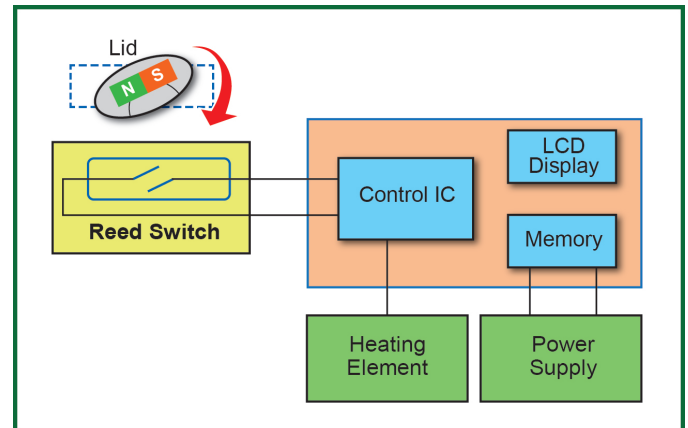 Lid
N S
Reed Switch
Control IC
LCD
Display
Memory
Heating
Element
Power
Supply